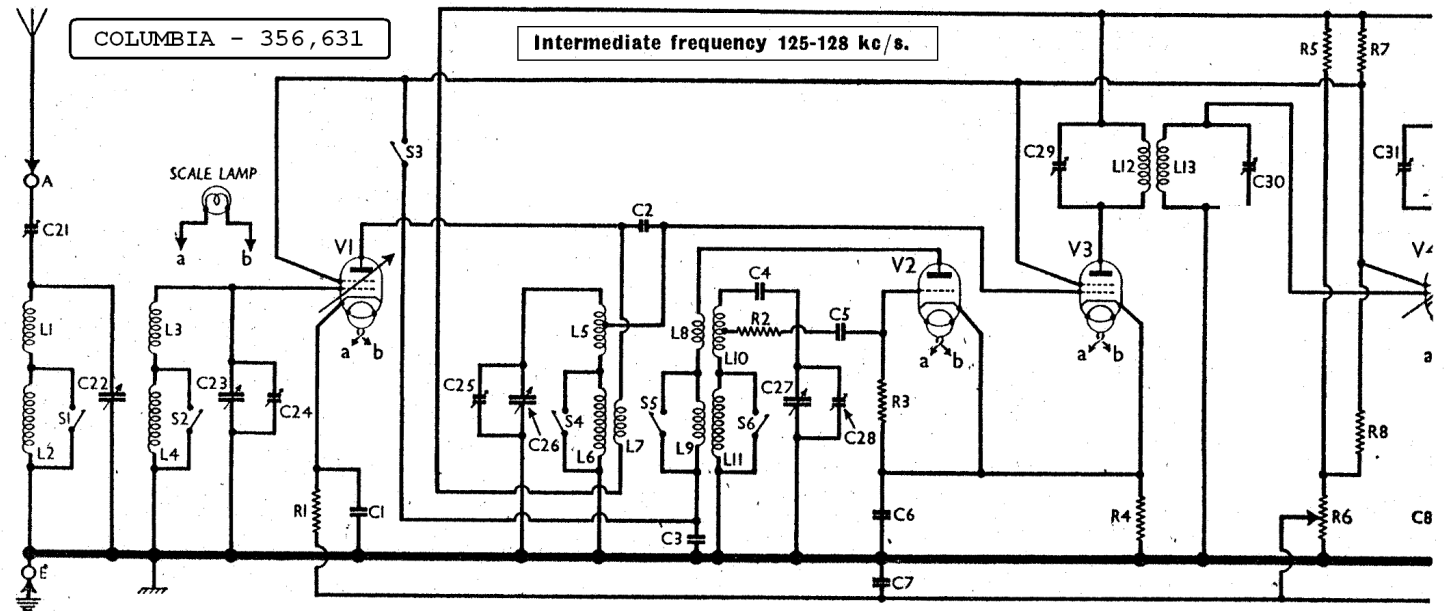 COLUMBIA - 356,631
Intermediate frequency 125-128 kc/s.
R5
R7
S3
C29
L12
L13
C30
C31
A
SCALE LAMP
C21
a
b
V1
C2
V2
V3
V4
L1
L3
C4
R2
C5
L5
L8
L10
a
b
a
b
a
b
a
C22
S1
C23
S2
C24
C25
C26
S4
L7
S5
S6
C27
C28
R3
R8
L2
L4
L6
L9
L11
R1
C1
C3
C6
R4
R6
C8
E
C7